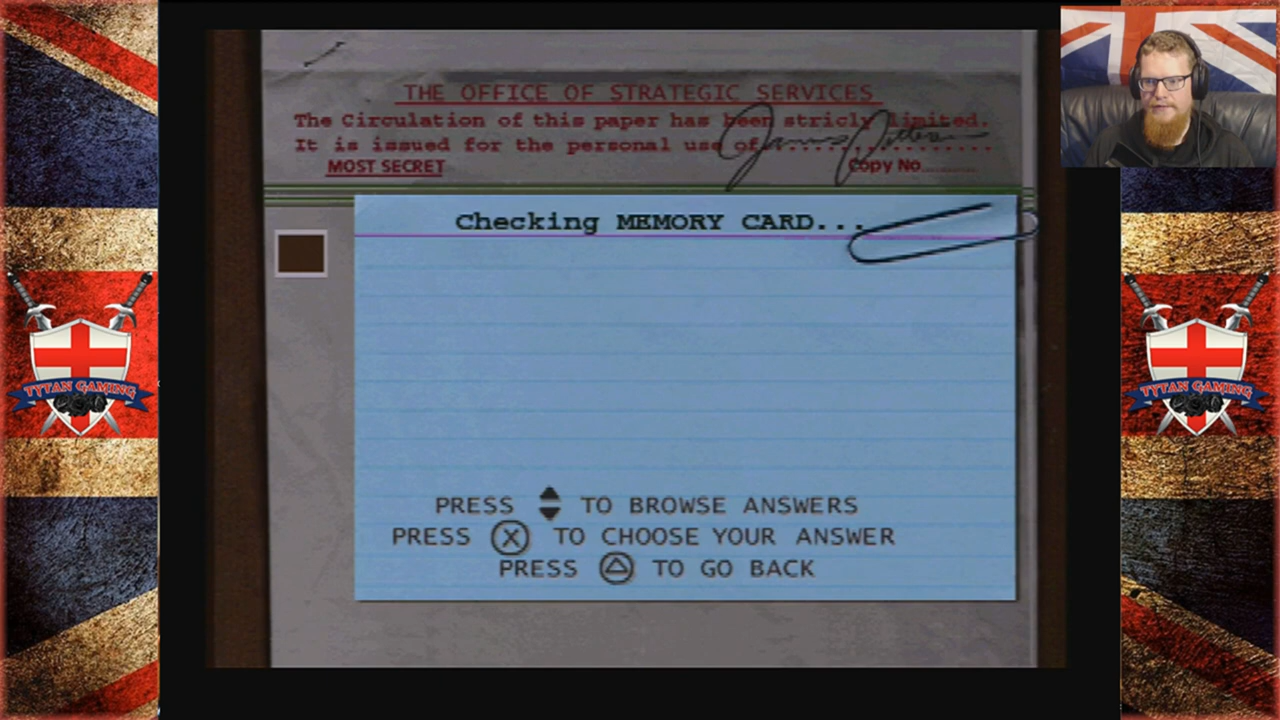 THE OFFICE OF STRATEGIC SERVICES
The Circulation of this paper has been stricly limited.
It is issued for the personal use of
MOST SECRET
Copy No
Checking MEMORY CARD...
PRESS TO BROWSE ANSWERS
PRESS X TO CHOOSE YOUR ANSWER
PRESS TO GO BACK
TYTAN GAMING
TYTAN GAMING